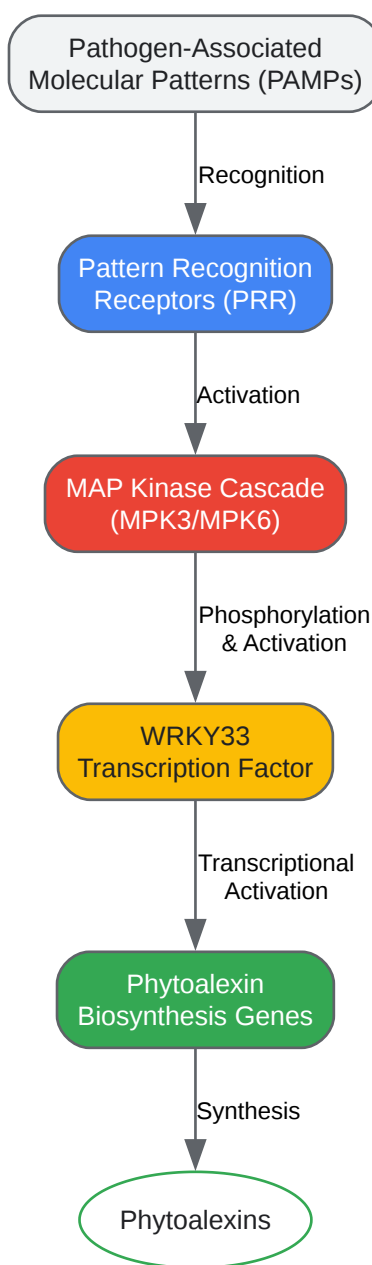 Pathogen-Associated
Molecular Patterns (PAMPs)
Recognition
Pattern Recognition
Receptors (PRR)
Activation
MAP Kinase Cascade
(MPK3/MPK6)
Phosphorylation
& Activation
WRKY33
Transcription Factor
Transcriptional
Activation
Phytoalexin
Biosynthesis Genes
Synthesis
Phytoalexins